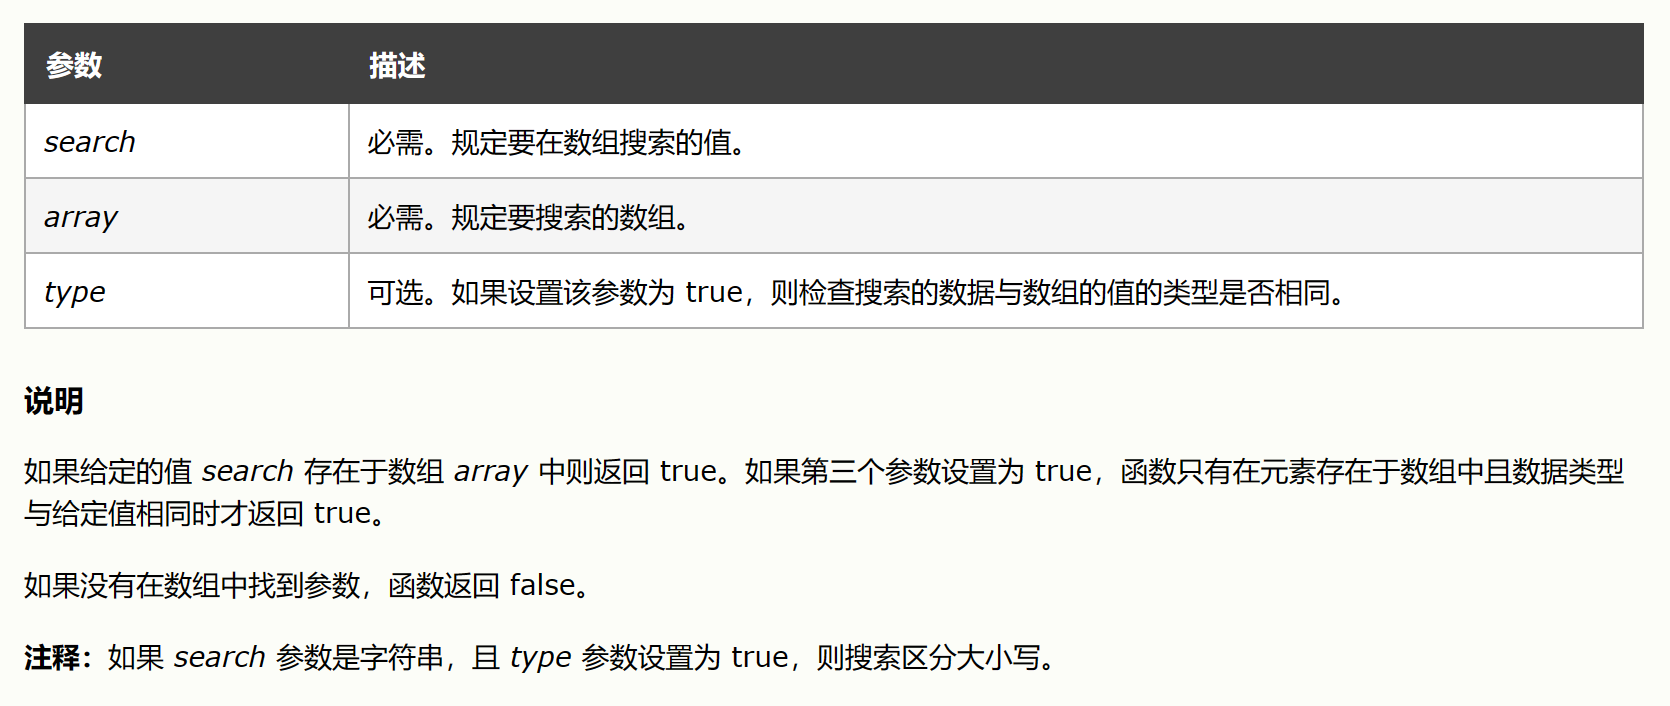 参数 描述
search 必需。规定要在数组搜索的值。
array 必需。规定要搜索的数组。
type 可选。如果设置该参数为 true，则检查搜索的数据与数组的值的类型是否相同。
说明
如果给定的值 search 存在于数组 array 中则返回 true。如果第三个参数设置为 true，函数只有在元素存在于数组中且数据类型
与给定值相同时才返回 true。
如果没有在数组中找到参数，函数返回 false。
注释：如果 search 参数是字符串，且 type 参数设置为 true，则搜索区分大小写。